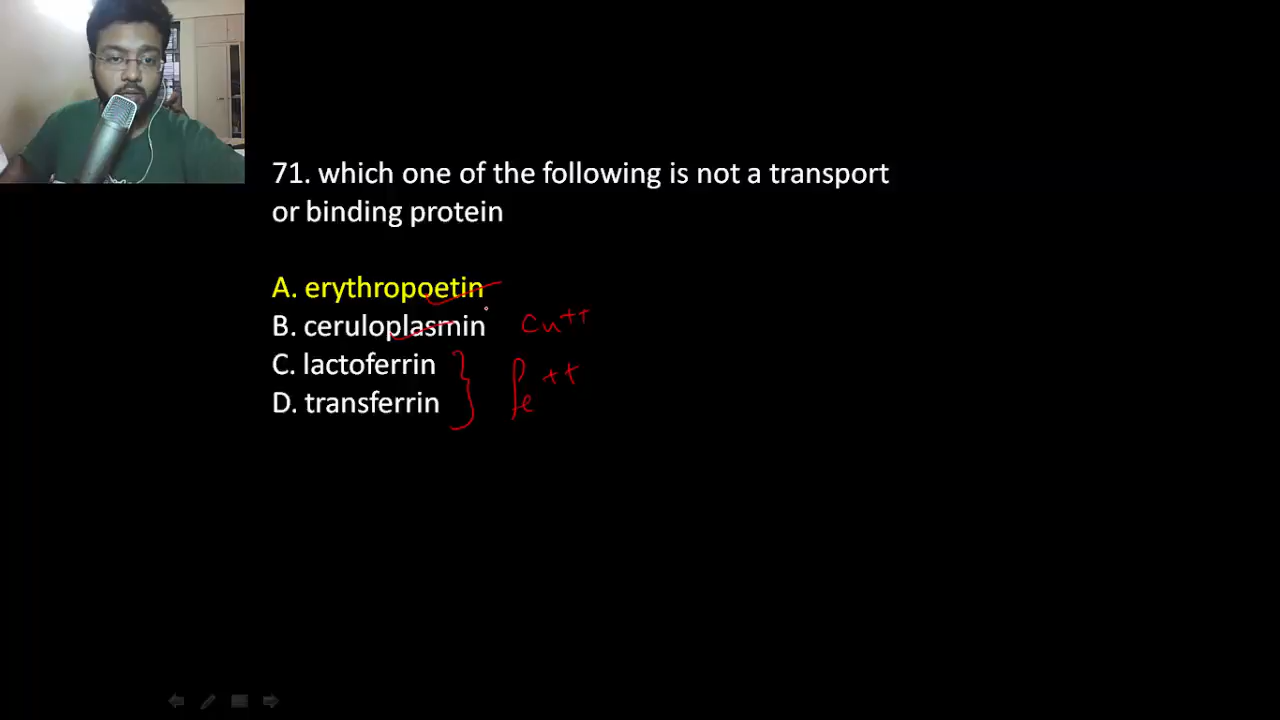 71. which one of the following is not a transport
or binding protein
A. erythropoetin
B. ceruloplasmin Cu++
C. lactoferrin
D. transferrin
Fe++